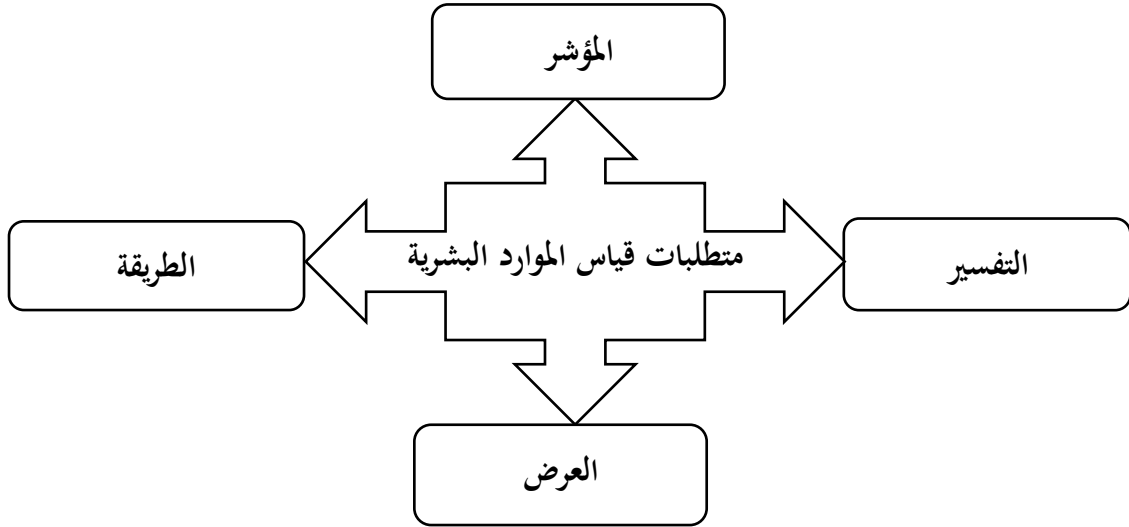 المؤشر
التفسير
متطلبات قياس الموارد البشرية
الطريقة
العرض